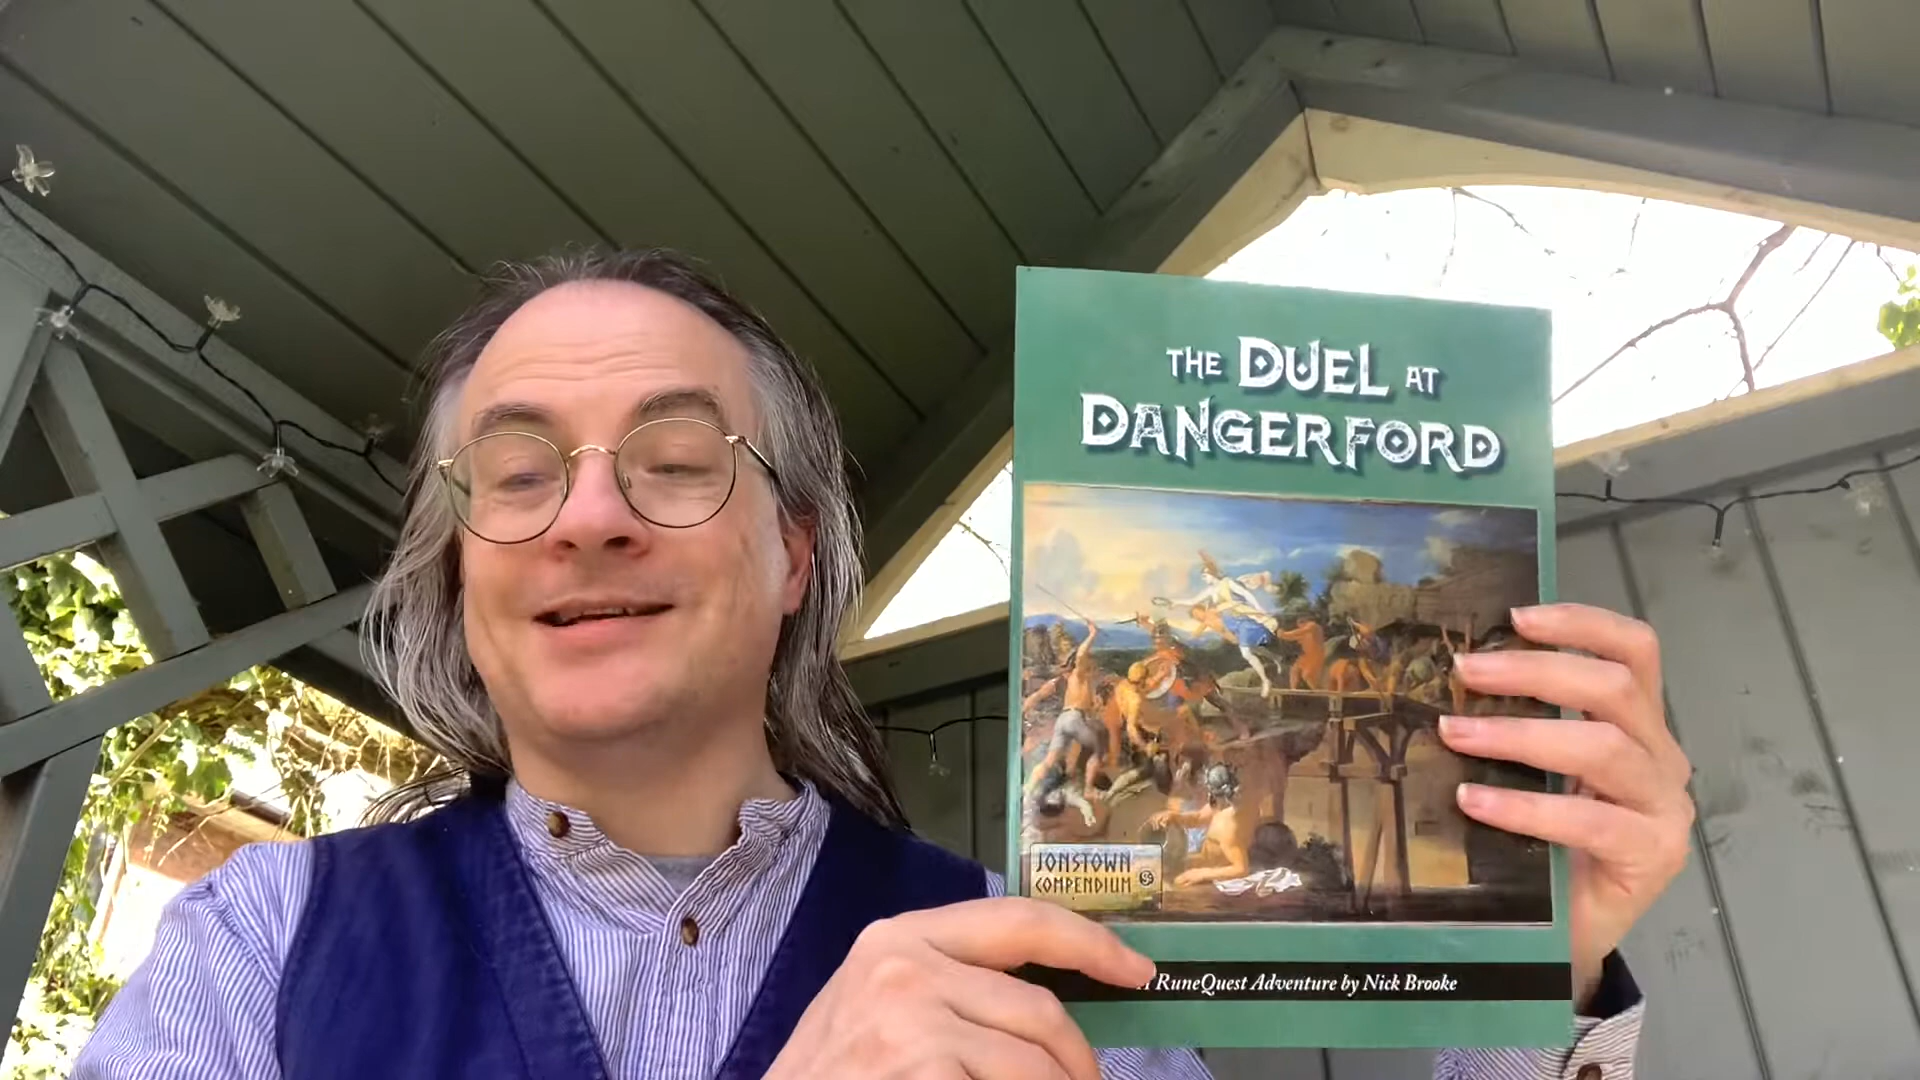 THE DUEL AT
DANGERFORD
JONSTOWN
COMPENDIUM
A RuneQuest Adventure by Nick Brooke